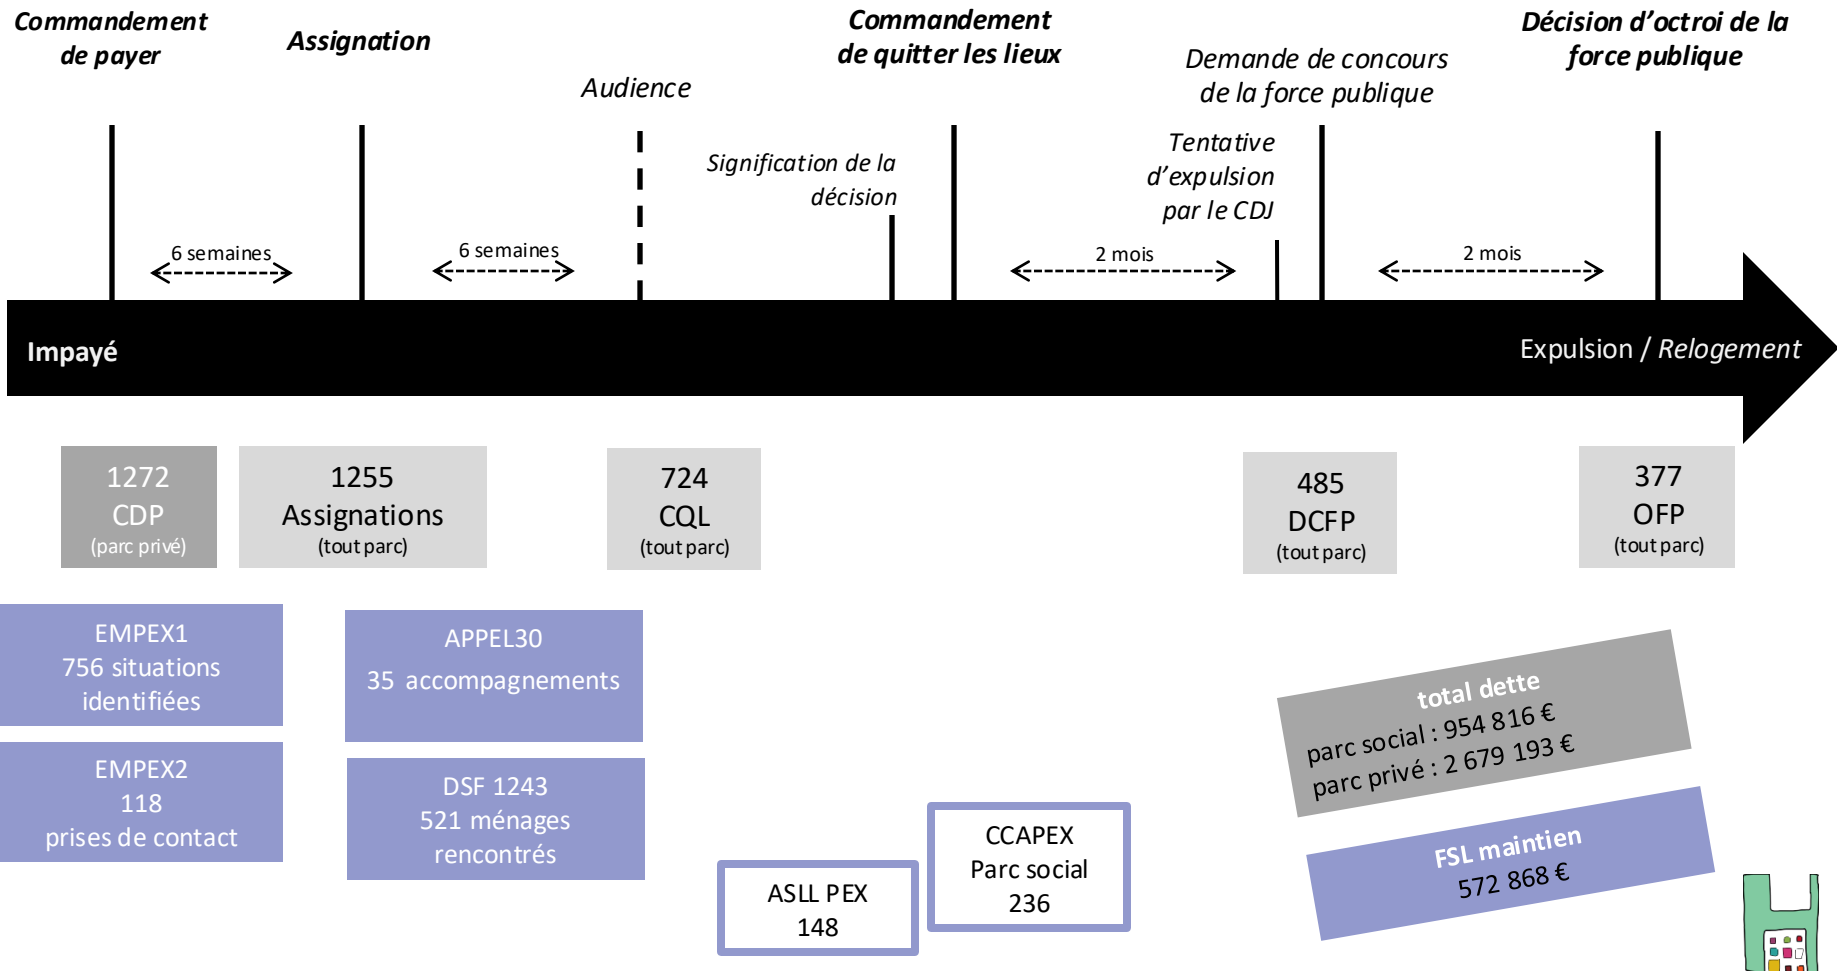 Commandement
de payer
Assignation
Audience
Signification de la
décision
Commandement
de quitter les lieux
Tentative
d'expulsion
par le CDJ
Demande de concours
de la force publique
Décision d'octroi de la
force publique
6 semaines
6 semaines
2 mois
2 mois
Impayé
Expulsion / Relogement
1272
CDP
(parc privé)
1255
Assignations
(tout parc)
724
CQL
(tout parc)
485
DCFP
(tout parc)
377
OFP
(tout parc)
EMPEX1
756 situations
identifiées
EMPEX2
118
prises de contact
APPEL30
35 accompagnements
DSF 1243
521 ménages
rencontrés
ASLL PEX
148
CCAPEX
Parc social
236
total dette
parc social : 954 816 €
parc privé : 2 679 193 €
FSL maintien
572 868 €